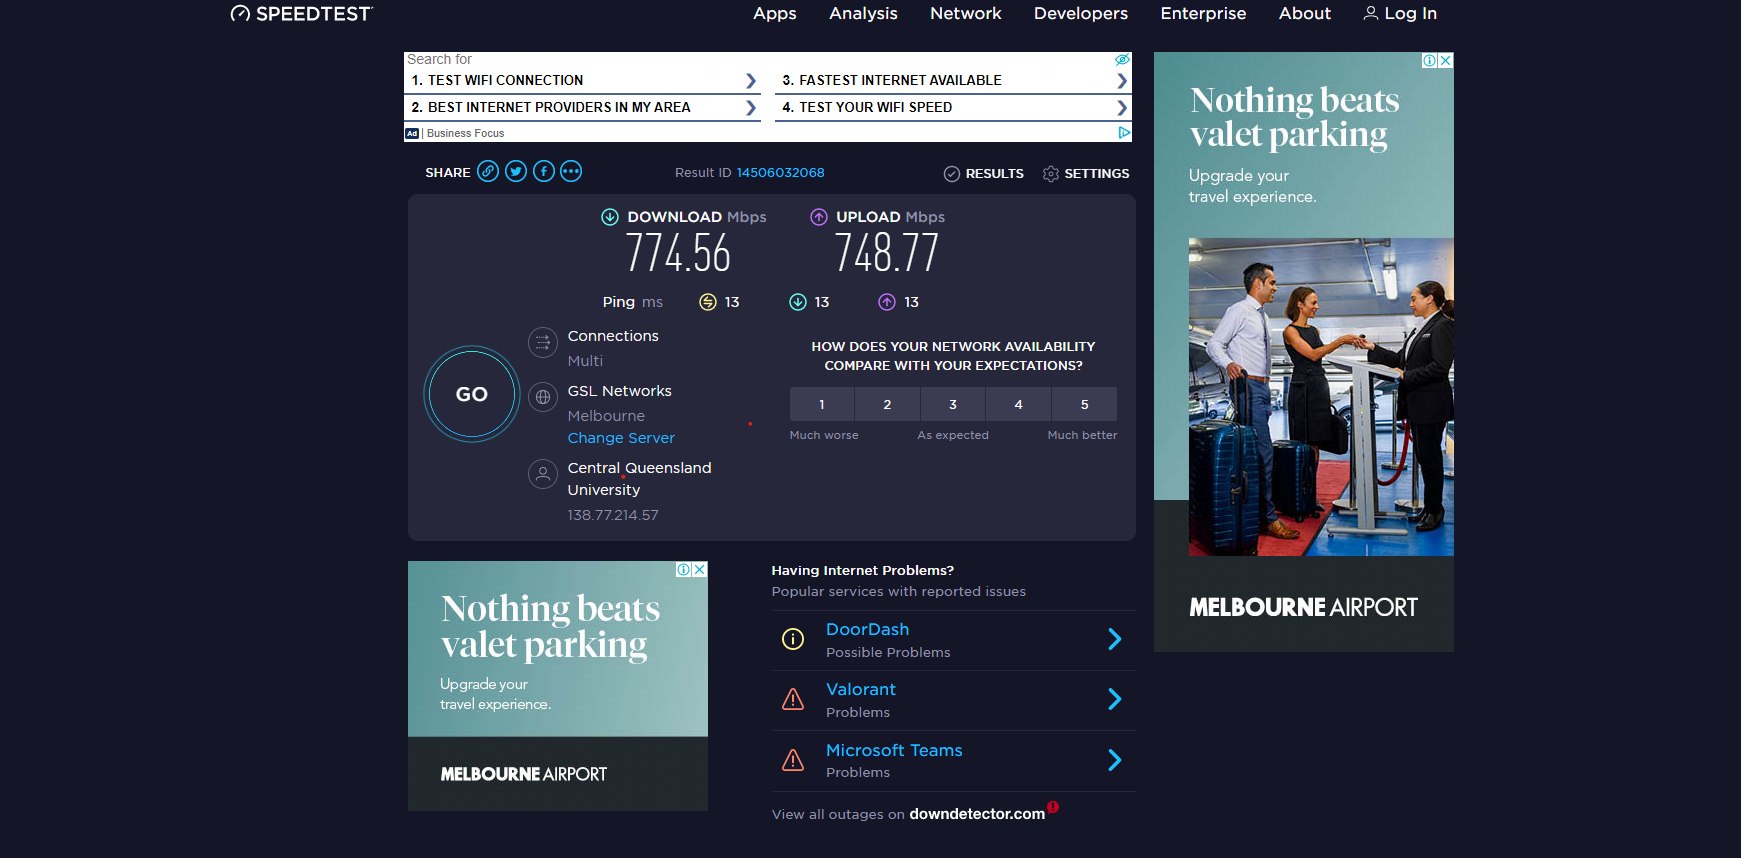 SPEEDTEST
Apps Analysis Network Developers Enterprise About Log In
Search for
1. TEST WIFI CONNECTION
2. BEST INTERNET PROVIDERS IN MY AREA
3. FASTEST INTERNET AVAILABLE
4. TEST YOUR WIFI SPEED
Ad | Business Focus
SHARE
Result ID 14506032068
RESULTS SETTINGS
DOWNLOAD Mbps
774.56
UPLOAD Mbps
748.77
Ping ms 13 13 13
GO
Connections
Multi
GSL Networks
Melbourne
Change Server
Central Queensland
University
138.77.214.57
HOW DOES YOUR NETWORK AVAILABILITY
COMPARE WITH YOUR EXPECTATIONS?
1 2 3 4 5
Much worse As expected Much better
Nothing beats
valet parking
Upgrade your
travel experience.
MELBOURNE AIRPORT
Nothing beats
valet parking
Upgrade your
travel experience.
MELBOURNE AIRPORT
Having Internet Problems?
Popular services with reported issues
DoorDash
Possible Problems
Valorant
Problems
Microsoft Teams
Problems
View all outages on downdetector.com